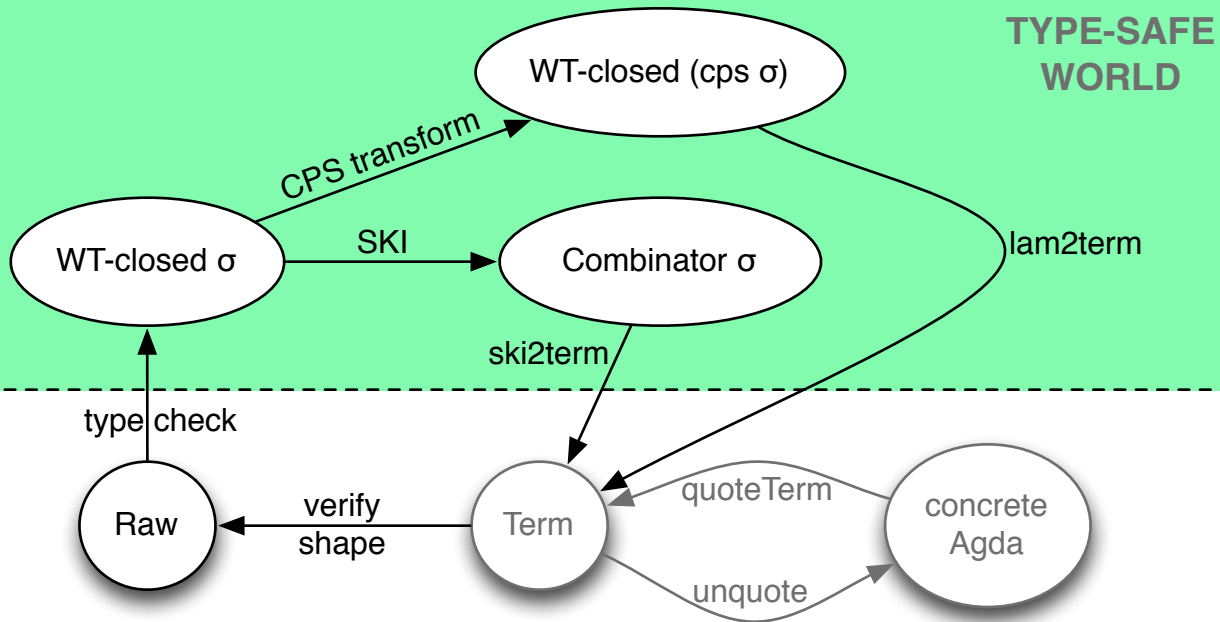 TYPE-SAFE
WORLD
WT-closed (cps σ)
CPS transform
WT-closed σ
SKI
Combinator σ
lam2term
ski2term
type check
Raw
verify
shape
Term
quoteTerm
concrete
Agda
unquote